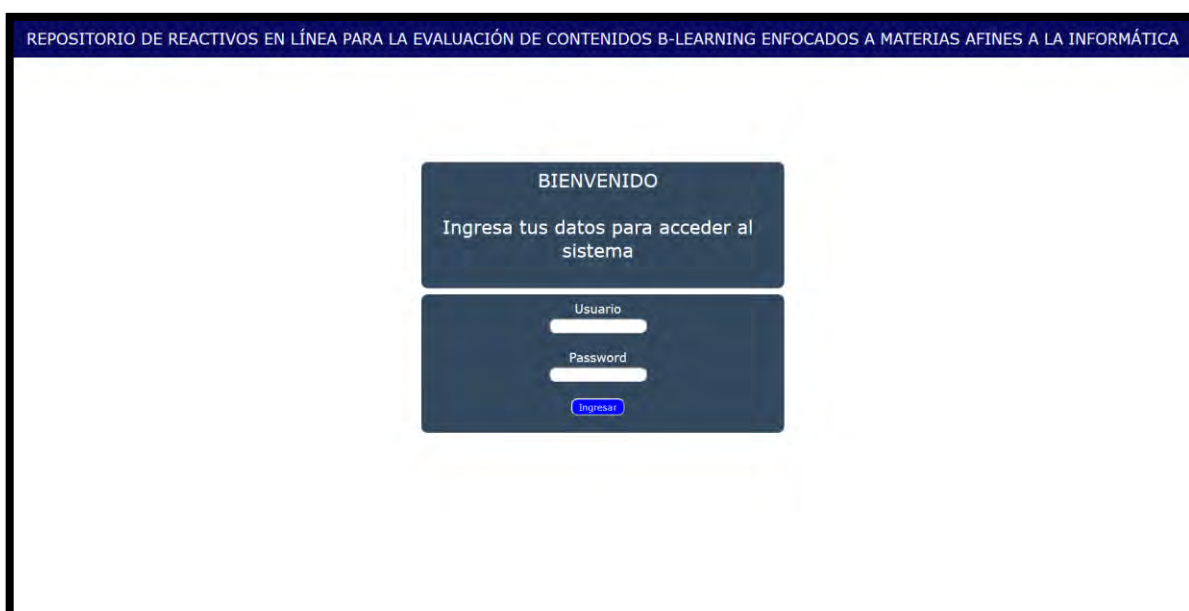 REPOSITORIO DE REACTIVOS EN LÍNEA PARA LA EVALUACIÓN DE CONTENIDOS B-LEARNING ENFOCADOS A MATERIAS AFINES A LA INFORMÁTICA
BIENVENIDO
Ingresa tus datos para acceder al
sistema
Usuario
Password
Ingresar